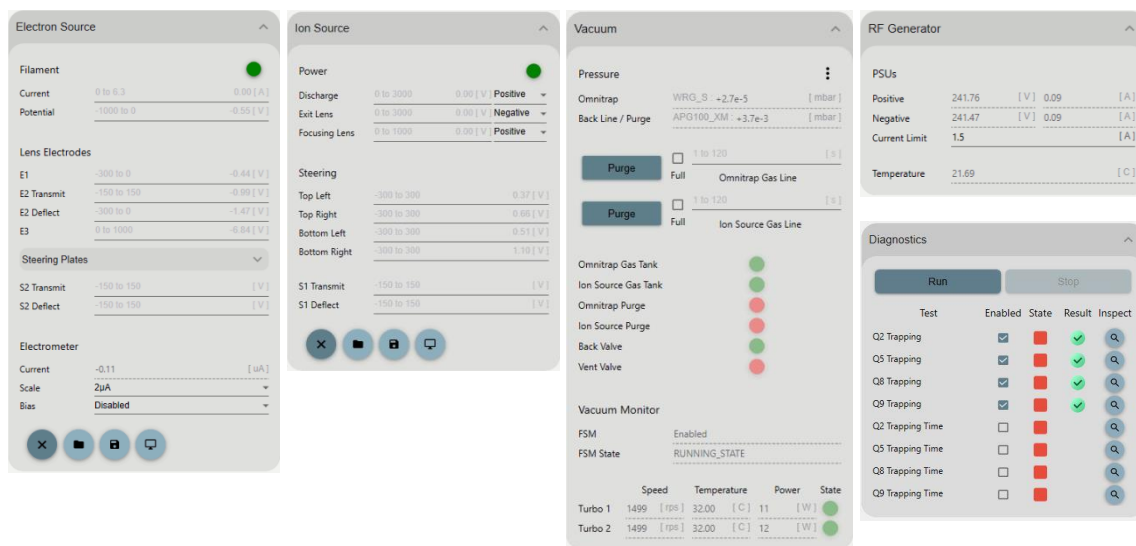 Electron Source
Filament
Current 0 to 6.3 0.00 [ A ]
Potential -1000 to 0 -0.55 [ V ]
Lens Electrodes
E1 -300 to 0 -0.44 [ V ]
E2 Transmit -150 to 150 -0.99 [ V ]
E2 Deflect -300 to 0 -1.47 [ V ]
E3 0 to 1000 -6.84 [ V ]
Steering Plates
S2 Transmit -150 to 150 [ V ]
S2 Deflect -150 to 150 [ V ]
Electrometer
Current -0.11 [ uA ]
Scale 2µA
Bias Disabled
Ion Source
Power
Discharge 0 to 3000 0.00 [ V ] Positive
Exit Lens 0 to 3000 0.00 [ V ] Negative
Focusing Lens 0 to 1000 0.00 [ V ] Positive
Steering
Top Left -300 to 300 0.37 [ V ]
Top Right -300 to 300 0.66 [ V ]
Bottom Left -300 to 300 0.51 [ V ]
Bottom Right -300 to 300 1.10 [ V ]
S1 Transmit -150 to 150 [ V ]
S1 Deflect -150 to 150 [ V ]
Vacuum
Pressure
Omnitrap WRG_S : +2.7e-5 [ mbar ]
Back Line / Purge APG100_XM : +3.7e-3 [ mbar ]
Purge Full 1 to 120 [ s ]
Omnitrap Gas Line
Purge Full 1 to 120 [ s ]
Ion Source Gas Line
Omnitrap Gas Tank
Ion Source Gas Tank
Omnitrap Purge
Ion Source Purge
Back Valve
Vent Valve
Vacuum Monitor
FSM Enabled
FSM State RUNNING_STATE
Speed Temperature Power State
Turbo 1 1499 [ rps ] 32.00 [ C ] 11 [ W ]
Turbo 2 1499 [ rps ] 32.00 [ C ] 12 [ W ]
RF Generator
PSUs
Positive 241.76 [ V ] 0.09 [ A ]
Negative 241.47 [ V ] 0.09 [ A ]
Current Limit 1.5 [ A ]
Temperature 21.69 [ C ]
Diagnostics
Run Stop
Test Enabled State Result Inspect
Q2 Trapping
Q5 Trapping
Q8 Trapping
Q9 Trapping
Q2 Trapping Time
Q5 Trapping Time
Q8 Trapping Time
Q9 Trapping Time